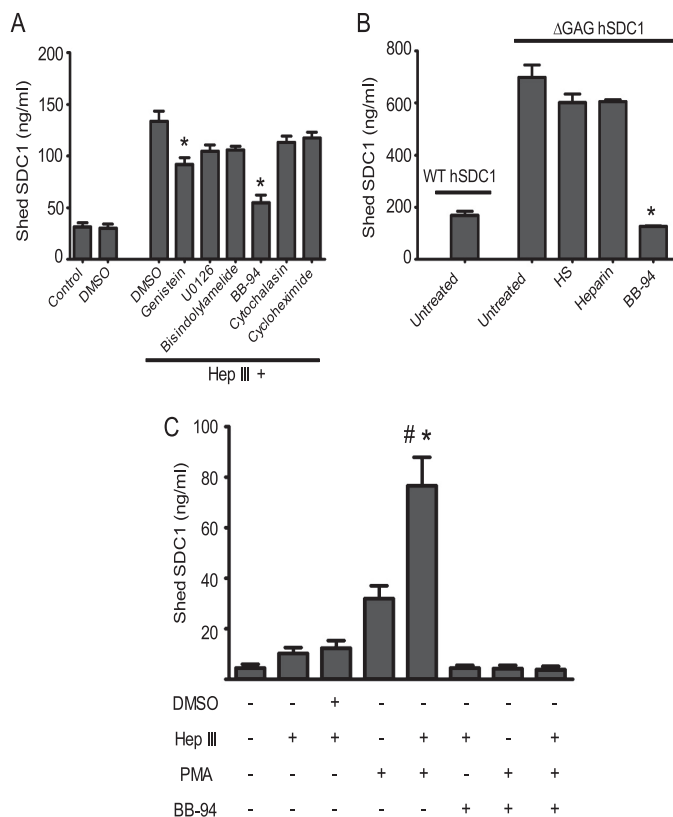 A
Shed SDC1 (ng/ml)
200
150
100
50
0
*
*
Control
DMSO
DMSO
Genistein
U0126
Bisindolylamelide
BB-94
Cytochalasin
Cycloheximide
Hep III +
B
ΔGAG hSDC1
Shed SDC1 (ng/ml)
800
600
400
200
0
WT hSDC1
*
Untreated
Untreated
HS
Heparin
BB-94
C
Shed SDC1 (ng/ml)
100
80
60
40
20
# *
DMSO - - + - - - - -
Hep III - + + - + + - +
PMA - - - + + - + +
BB-94 - - - - - + + +